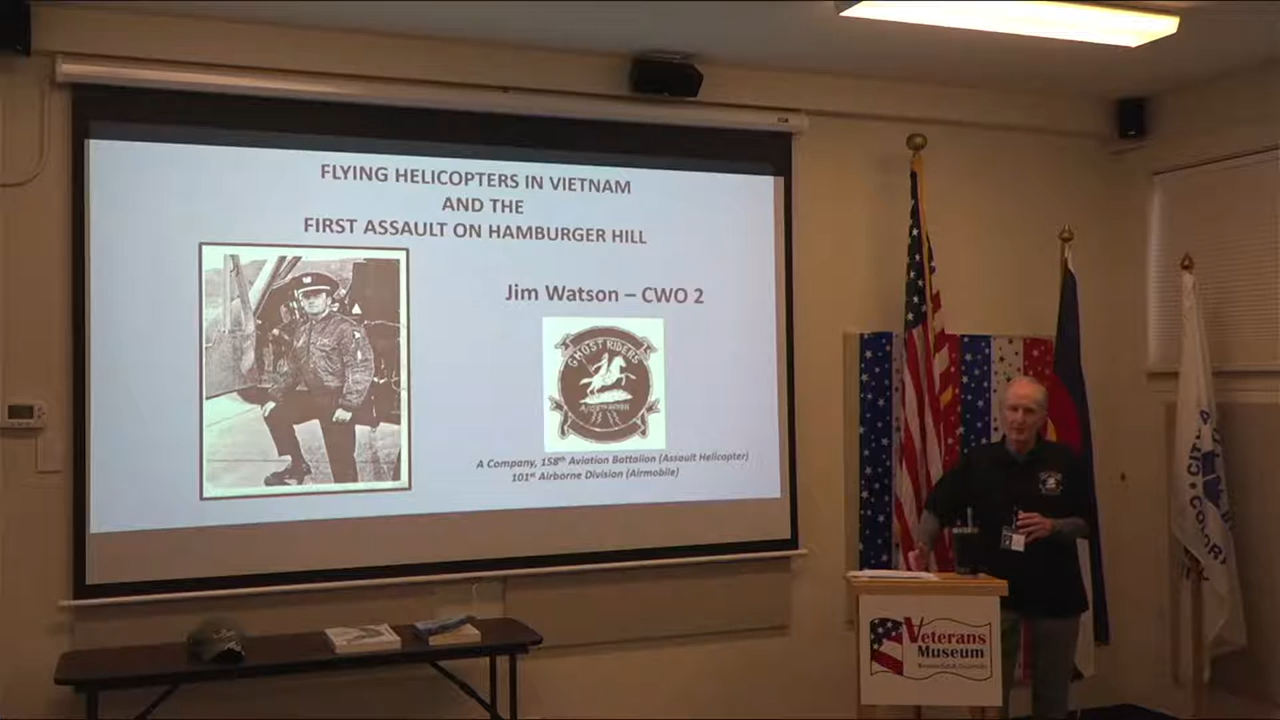 FLYING HELICOPTERS IN VIETNAM
AND THE
FIRST ASSAULT ON HAMBURGER HILL
Jim Watson – CWO 2
GHOST RIDERS
A Company, 158th Aviation Battalion (Assault Helicopter)
101st Airborne Division (Airmobile)
Veterans
Museum